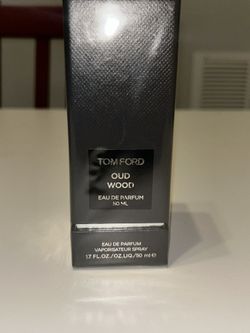 TOM FORD
OUD
WOOD
EAU DE PARFUM
50 ML
EAU DE PARFUM
VAPORISATEUR SPRAY
1.7 FL.OZ./OZ.LIQ/50 ml ℮